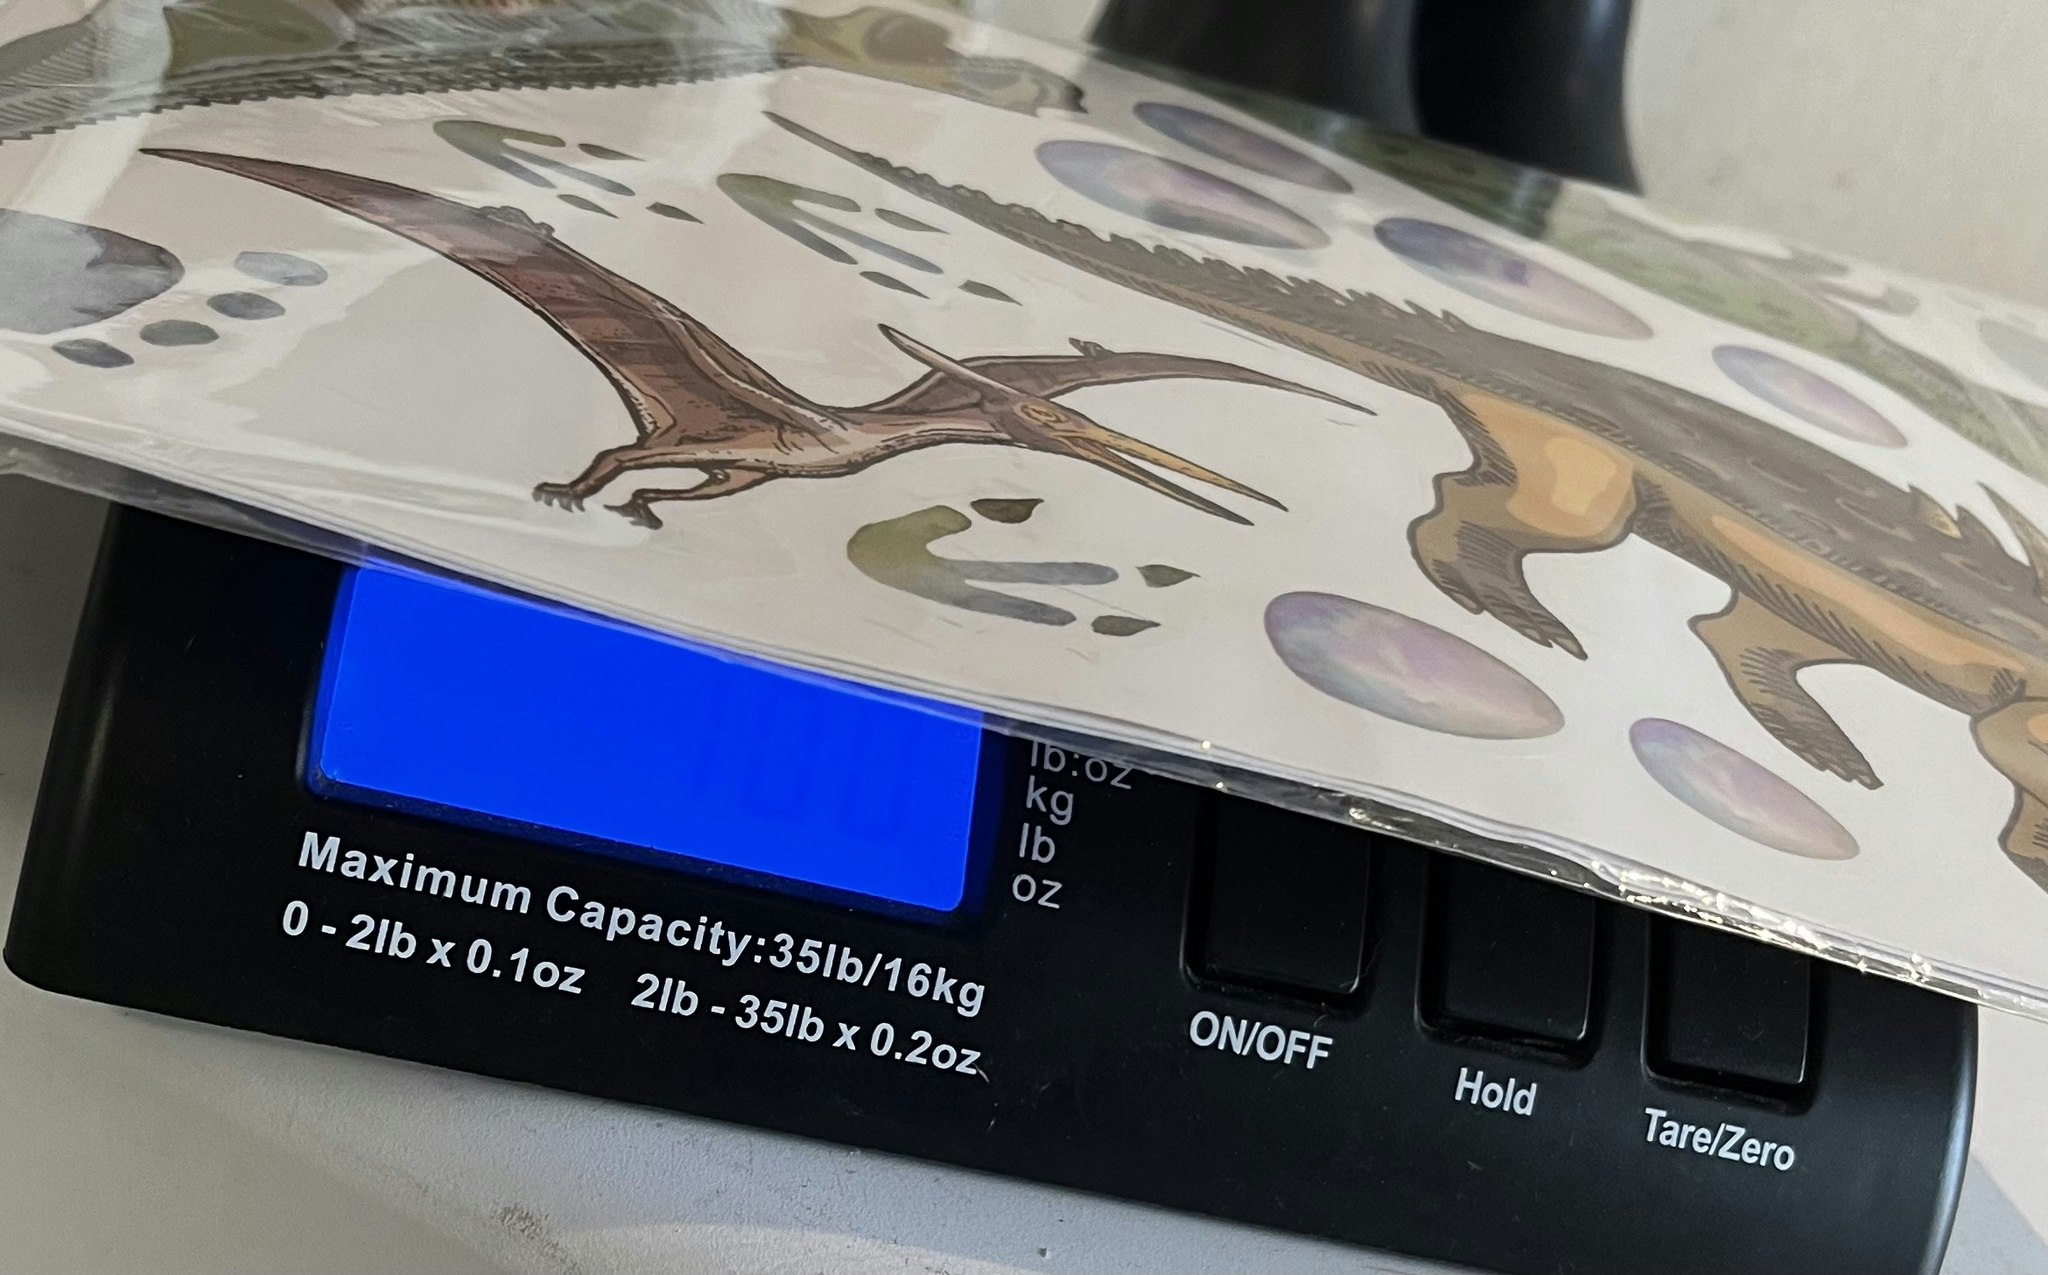 lb:oz
kg
lb
oz
Maximum Capacity:35lb/16kg
0 - 2lb x 0.1oz 2lb - 35lb x 0.2oz
ON/OFF
Hold
Tare/Zero